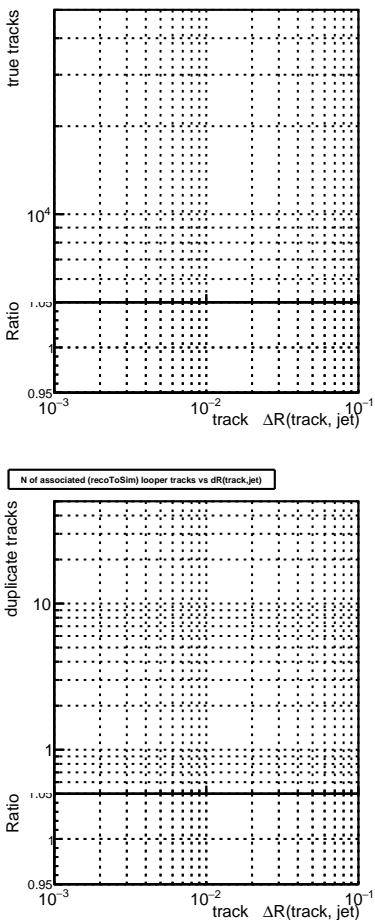 true tracks
10⁴
Ratio
1.05
1
0.95
10⁻³ 10⁻² 10⁻¹
track ΔR(track, jet)
N of associated (recoToSim) looper tracks vs dR(track,jet)
duplicate tracks
10
1
Ratio
1.05
1
0.95
10⁻³ 10⁻² 10⁻¹
track ΔR(track, jet)